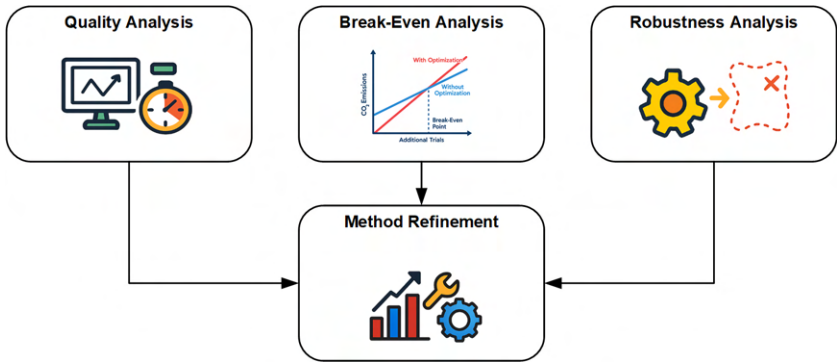 Quality Analysis
Break-Even Analysis
Robustness Analysis
With Optimization
Without
Optimization
CO2 Emissions
Break-Even
Point
Additional Trials
Method Refinement